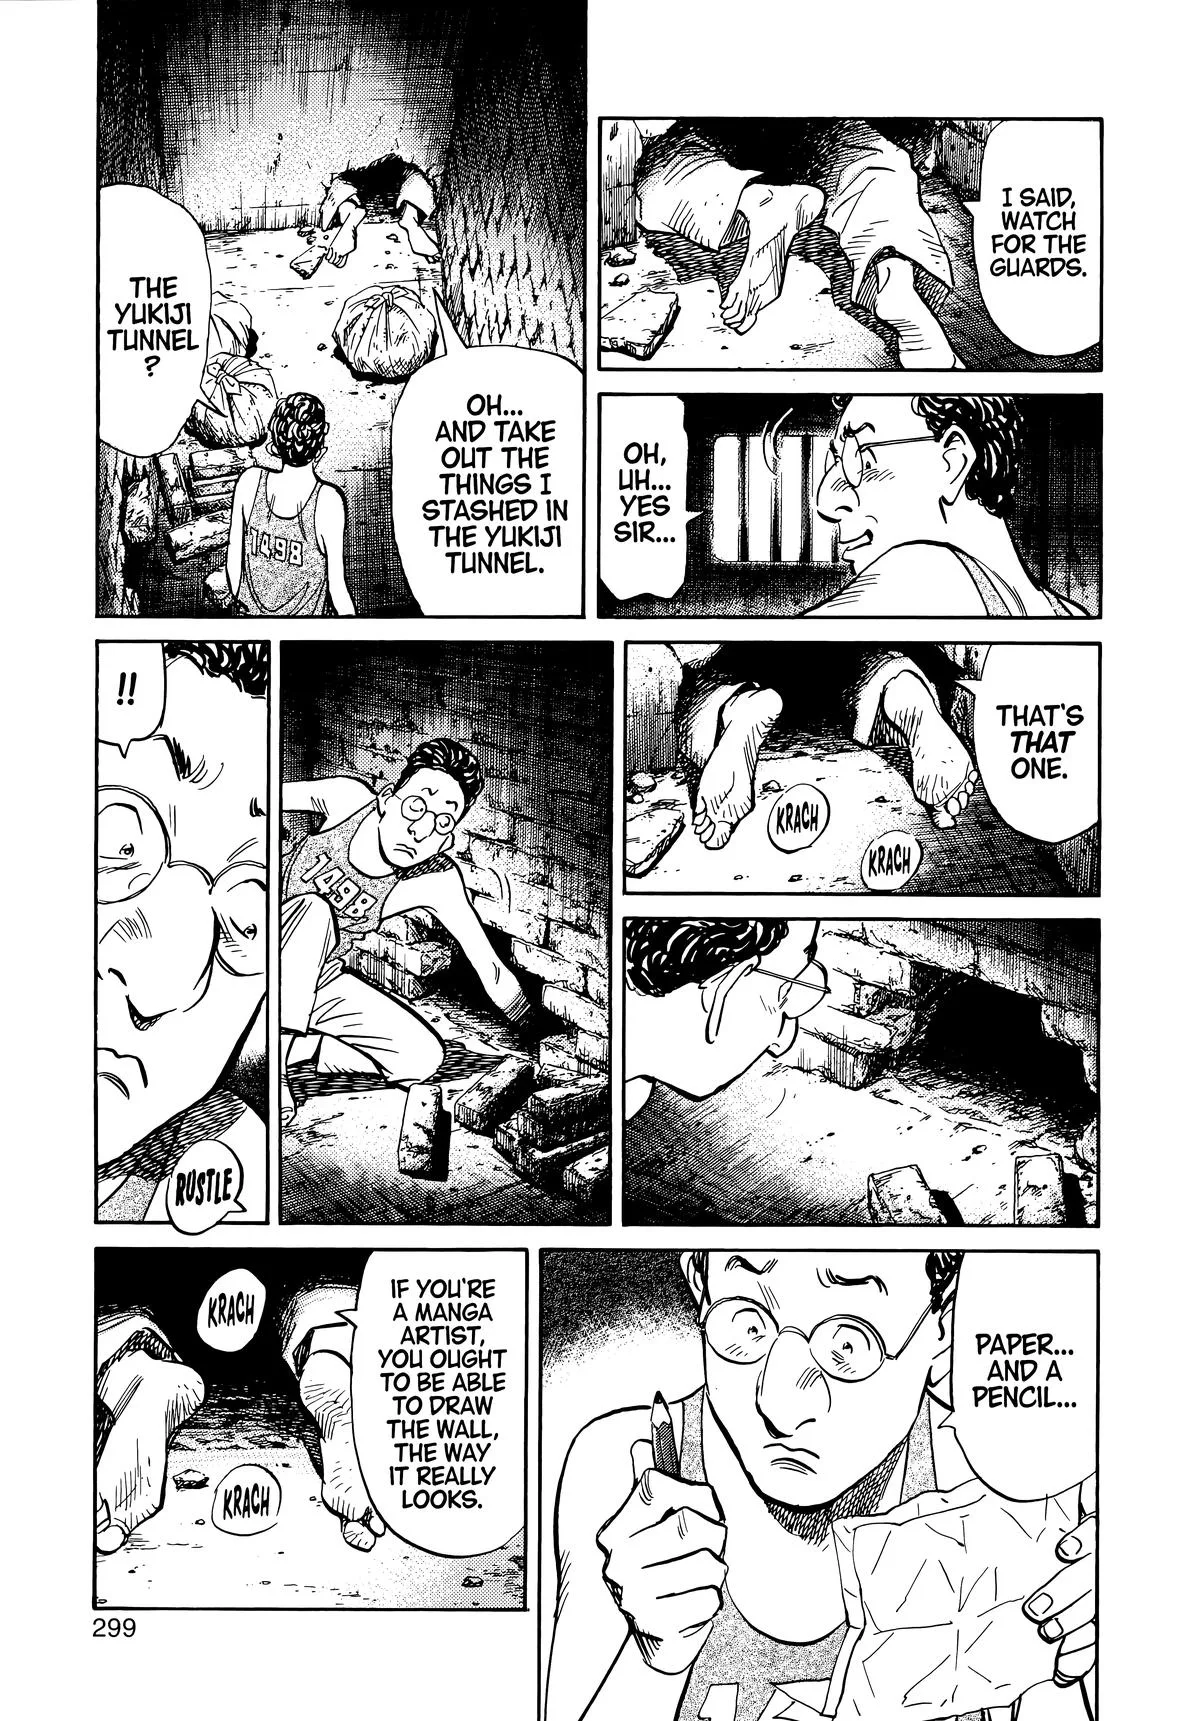 I SAID,
WATCH
FOR THE
GUARDS.
OH,
UH...
YES
SIR...
OH...
AND TAKE
OUT THE
THINGS I
STASHED IN
THE YUKIJI
TUNNEL.
THE
YUKIJI
TUNNEL
?
1498
THAT'S
THAT
ONE.
KRACH
KRACH
1498
!!
RUSTLE
PAPER...
AND A
PENCIL...
IF YOU'RE
A MANGA
ARTIST,
YOU OUGHT
TO BE ABLE
TO DRAW
THE WALL,
THE WAY
IT REALLY
LOOKS.
KRACH
KRACH
299